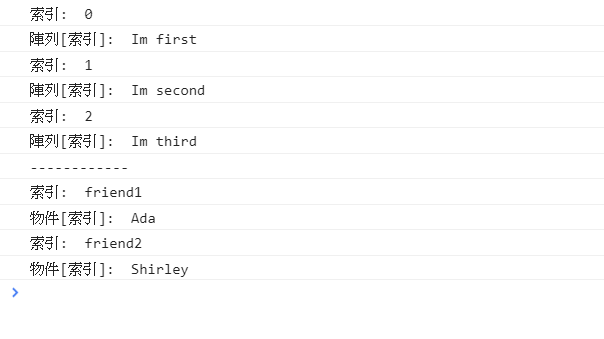 索引:  0
陣列[索引]:  Im first
索引:  1
陣列[索引]:  Im second
索引:  2
陣列[索引]:  Im third
------------
索引:  friend1
物件[索引]:  Ada
索引:  friend2
物件[索引]:  Shirley